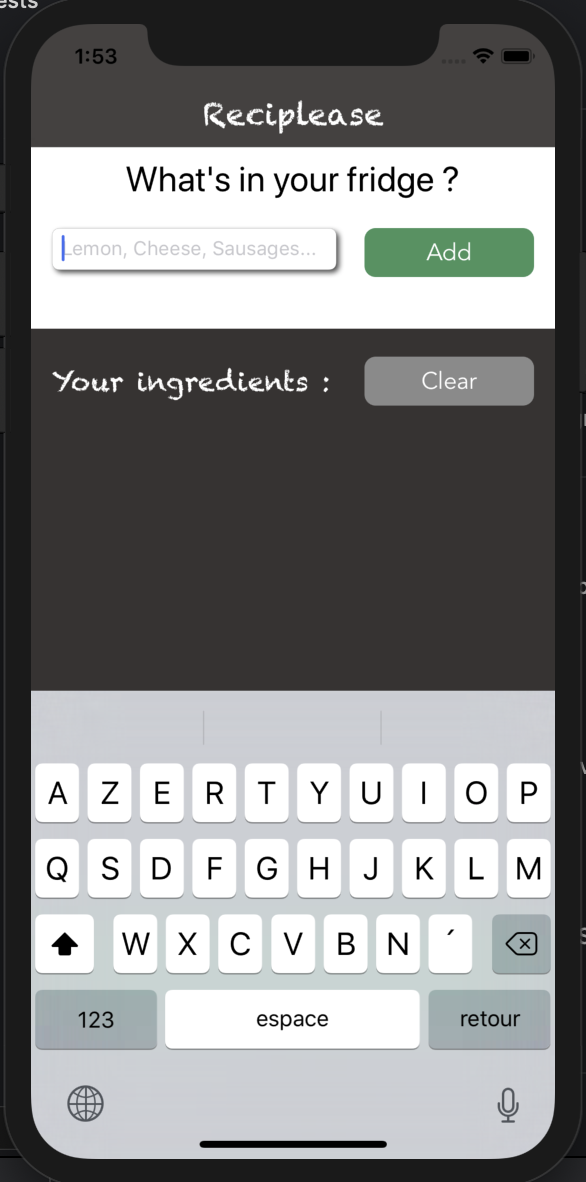 ests
1:53
Reciplease
What's in your fridge ?
Lemon, Cheese, Sausages...
Add
Your ingredients :
Clear
A Z E R T Y U I O P
Q S D F G H J K L M
W X C V B N ´
123 espace retour